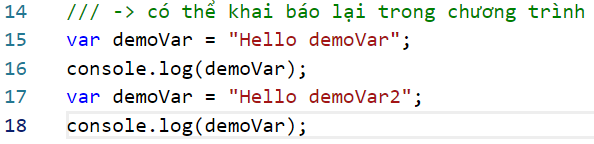 14 /// -> có thể khai báo lại trong chương trình
15 var demoVar = "Hello demoVar";
16 console.log(demoVar);
17 var demoVar = "Hello demoVar2";
18 console.log(demoVar);